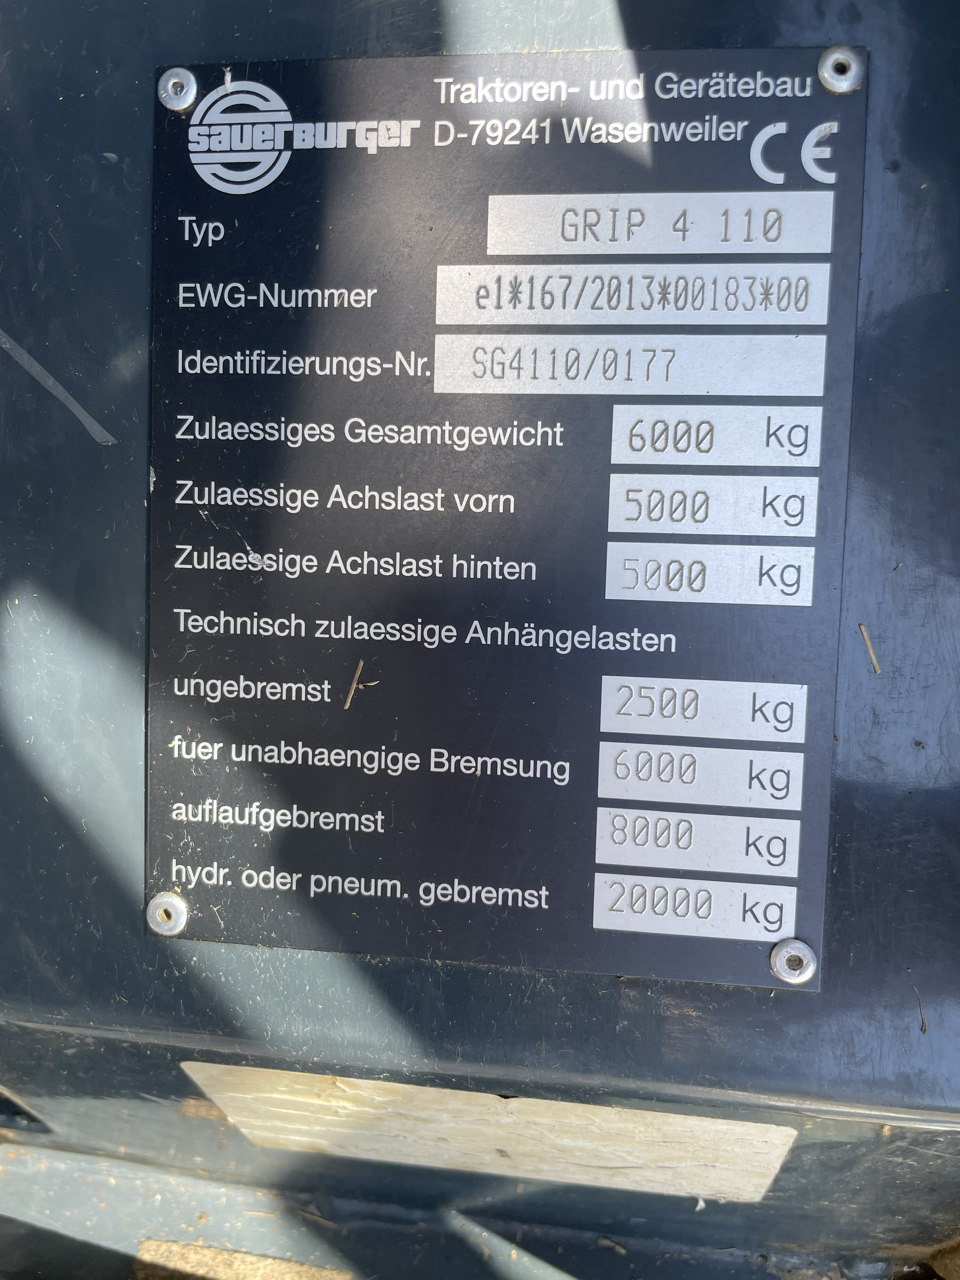 Traktoren- und Gerätebau
sauerBurger D-79241 Wasenweiler CE
Typ GRIP 4 110
EWG-Nummer e1*167/2013*00183*00
Identifizierungs-Nr. SG4110/0177
Zulaessiges Gesamtgewicht 6000 kg
Zulaessige Achslast vorn 5000 kg
Zulaessige Achslast hinten 5000 kg
Technisch zulaessige Anhängelasten
ungebremst 2500 kg
fuer unabhaengige Bremsung 6000 kg
auflaufgebremst 8000 kg
hydr. oder pneum. gebremst 20000 kg